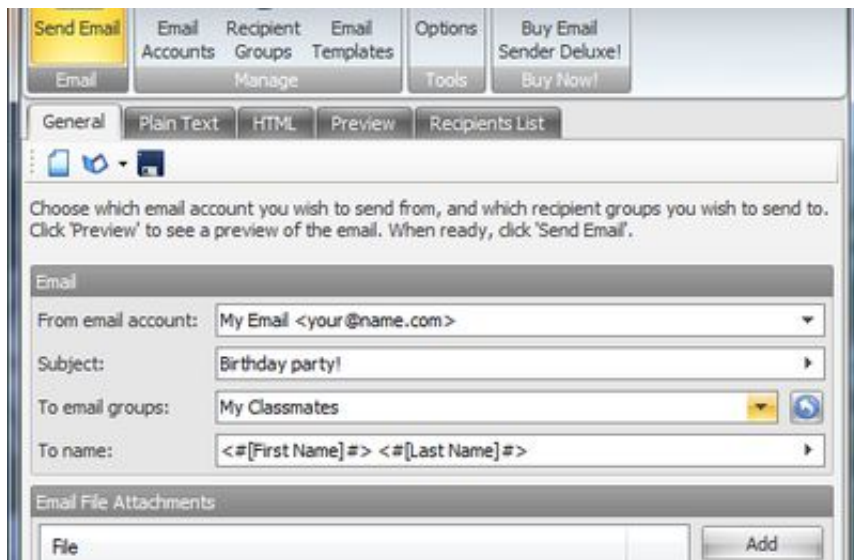 Send Email
Email Accounts
Recipient Groups
Email Templates
Options
Buy Email Sender Deluxe!
Email
Manage
Tools
Buy Now!
General
Plain Text
HTML
Preview
Recipients List
Choose which email account you wish to send from, and which recipient groups you wish to send to.
Click 'Preview' to see a preview of the email. When ready, click 'Send Email'.
Email
From email account: My Email <your@name.com>
Subject: Birthday party!
To email groups: My Classmates
To name: <#[First Name]#> <#[Last Name]#>
Email File Attachments
File
Add